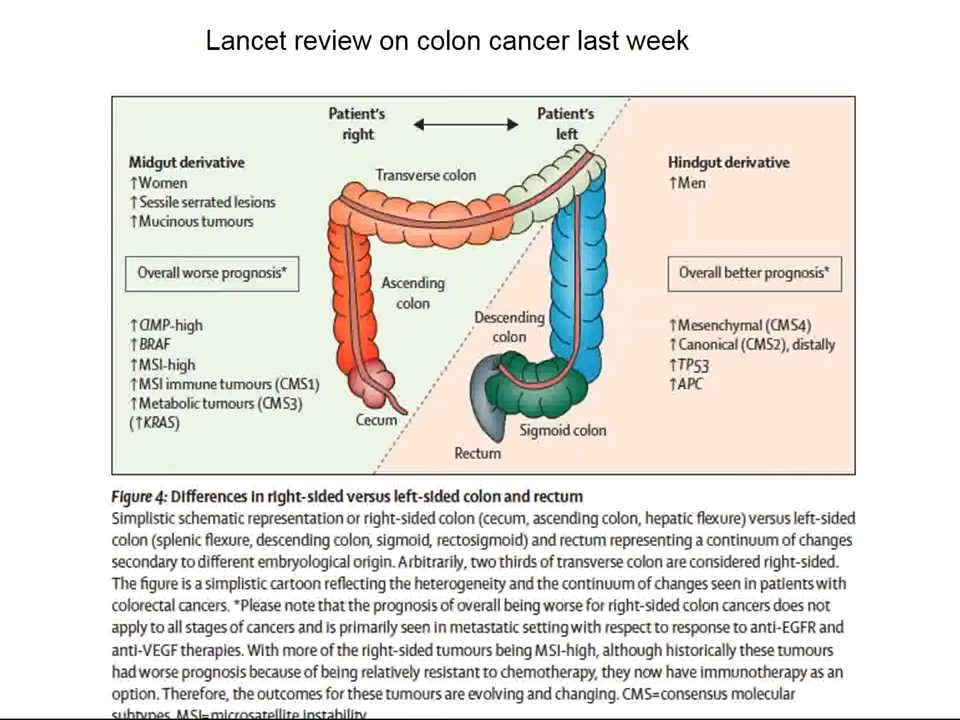 Lancet review on colon cancer last week
Patient's right
Patient's left
Midgut derivative
↑Women
↑Sessile serrated lesions
↑Mucinous tumours
Overall worse prognosis*
↑CIMP-high
↑BRAF
↑MSI-high
↑MSI immune tumours (CMS1)
↑Metabolic tumours (CMS3)
(↑KRAS)
Transverse colon
Ascending
colon
Descending
colon
Cecum
Sigmoid colon
Rectum
Hindgut derivative
↑Men
Overall better prognosis*
↑Mesenchymal (CMS4)
↑Canonical (CMS2), distally
↑TP53
↑APC
Figure 4: Differences in right-sided versus left-sided colon and rectum
Simplistic schematic representation or right-sided colon (cecum, ascending colon, hepatic flexure) versus left-sided
colon (splenic flexure, descending colon, sigmoid, rectosigmoid) and rectum representing a continuum of changes
secondary to different embryological origin. Arbitrarily, two thirds of transverse colon are considered right-sided.
The figure is a simplistic cartoon reflecting the heterogeneity and the continuum of changes seen in patients with
colorectal cancers. *Please note that the prognosis of overall being worse for right-sided colon cancers does not
apply to all stages of cancers and is primarily seen in metastatic setting with respect to response to anti-EGFR and
anti-VEGF therapies. With more of the right-sided tumours being MSI-high, although historically these tumours
had worse prognosis because of being relatively resistant to chemotherapy, they now have immunotherapy as an
option. Therefore, the outcomes for these tumours are evolving and changing. CMS=consensus molecular
subtypes. MSI=microsatellite instability.